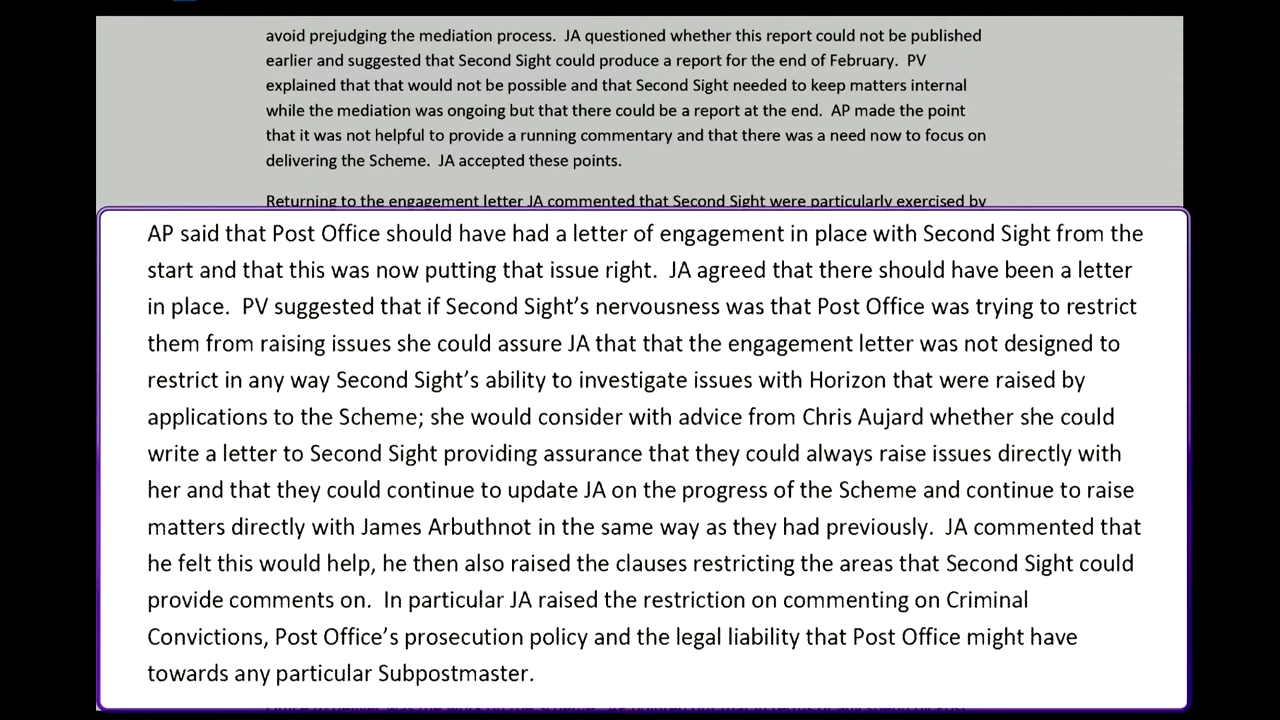 avoid prejudging the mediation process.  JA questioned whether this report could not be published
earlier and suggested that Second Sight could produce a report for the end of February.  PV
explained that that would not be possible and that Second Sight needed to keep matters internal
while the mediation was ongoing but that there could be a report at the end.  AP made the point
that it was not helpful to provide a running commentary and that there was a need now to focus on
delivering the Scheme.  JA accepted these points.
Returning to the engagement letter JA commented that Second Sight were particularly exercised by
AP said that Post Office should have had a letter of engagement in place with Second Sight from the
start and that this was now putting that issue right.  JA agreed that there should have been a letter
in place.  PV suggested that if Second Sight’s nervousness was that Post Office was trying to restrict
them from raising issues she could assure JA that that the engagement letter was not designed to
restrict in any way Second Sight’s ability to investigate issues with Horizon that were raised by
applications to the Scheme; she would consider with advice from Chris Aujard whether she could
write a letter to Second Sight providing assurance that they could always raise issues directly with
her and that they could continue to update JA on the progress of the Scheme and continue to raise
matters directly with James Arbuthnot in the same way as they had previously.  JA commented that
he felt this would help, he then also raised the clauses restricting the areas that Second Sight could
provide comments on.  In particular JA raised the restriction on commenting on Criminal
Convictions, Post Office’s prosecution policy and the legal liability that Post Office might have
towards any particular Subpostmaster.